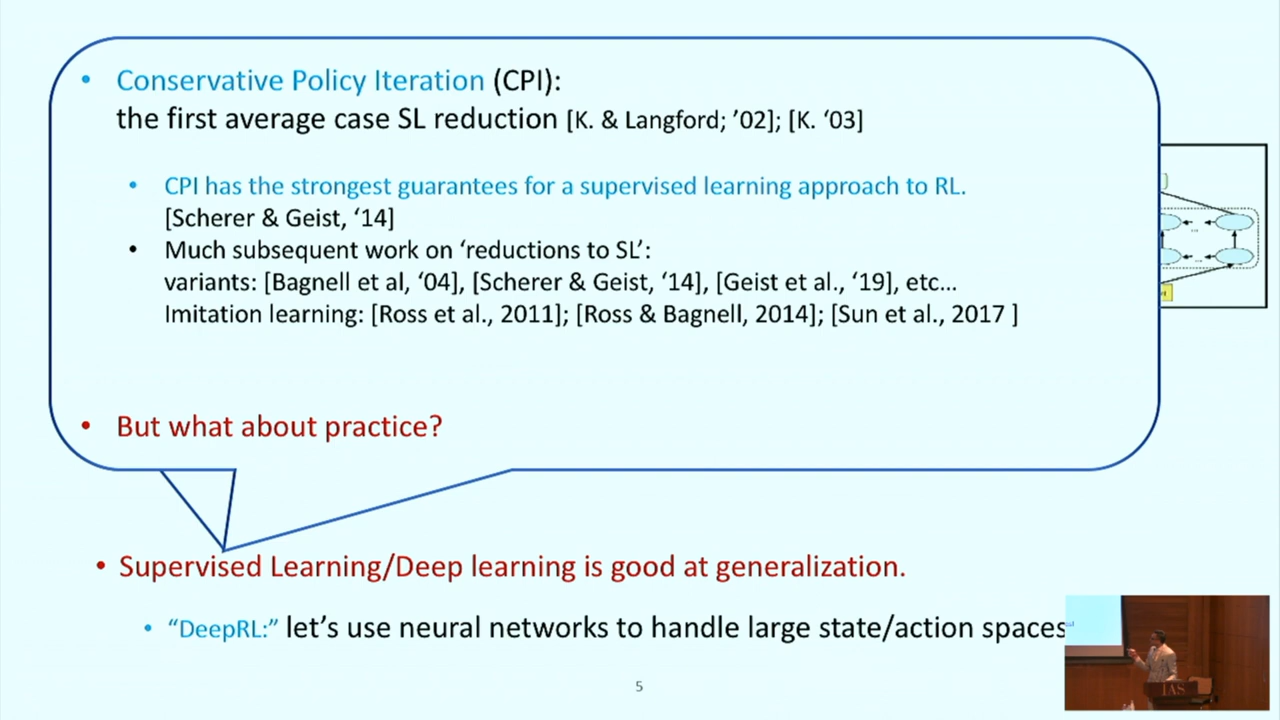 • Conservative Policy Iteration (CPI):
the first average case SL reduction [K. & Langford; ’02]; [K. ‘03]
• CPI has the strongest guarantees for a supervised learning approach to RL.
[Scherer & Geist, ‘14]
• Much subsequent work on ‘reductions to SL’:
variants: [Bagnell et al, ‘04], [Scherer & Geist, ‘14], [Geist et al., ‘19], etc…
Imitation learning: [Ross et al., 2011]; [Ross & Bagnell, 2014]; [Sun et al., 2017 ]
• But what about practice?
• Supervised Learning/Deep learning is good at generalization.
• “DeepRL:” let’s use neural networks to handle large state/action spaces
5
IAS